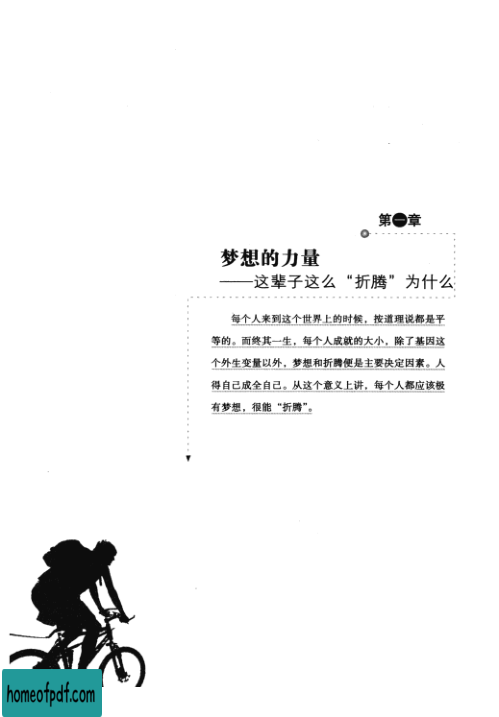 第一章
梦想的力量
——这辈子这么“折腾”为什么
每个人来到这个世界上的时候，按道理说都是平
等的。而终其一生，每个人成就的大小，除了基因这
个外生变量以外，梦想和折腾便是主要决定因素。人
得自己成全自己。从这个意义上讲，每个人都应该极
有梦想，很能“折腾”。
homeofpdf.com